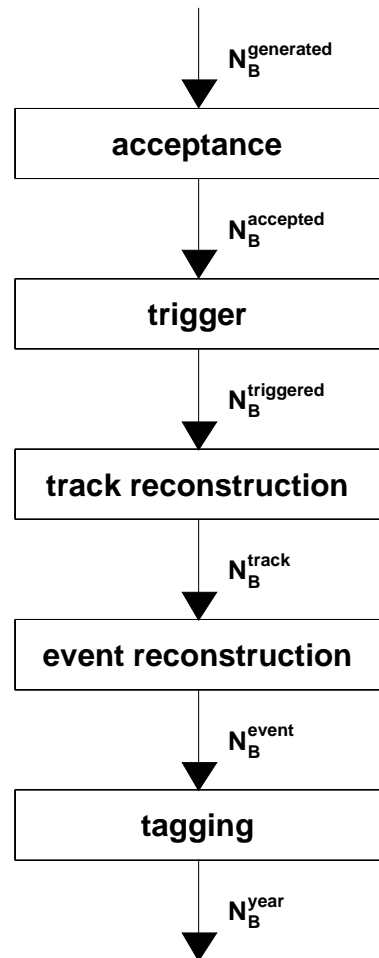 N_B^generated
acceptance
N_B^accepted
trigger
N_B^triggered
track reconstruction
N_B^track
event reconstruction
N_B^event
tagging
N_B^year